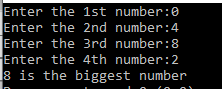 Enter the 1st number:0
Enter the 2nd number:4
Enter the 3rd number:8
Enter the 4th number:2
8 is the biggest number